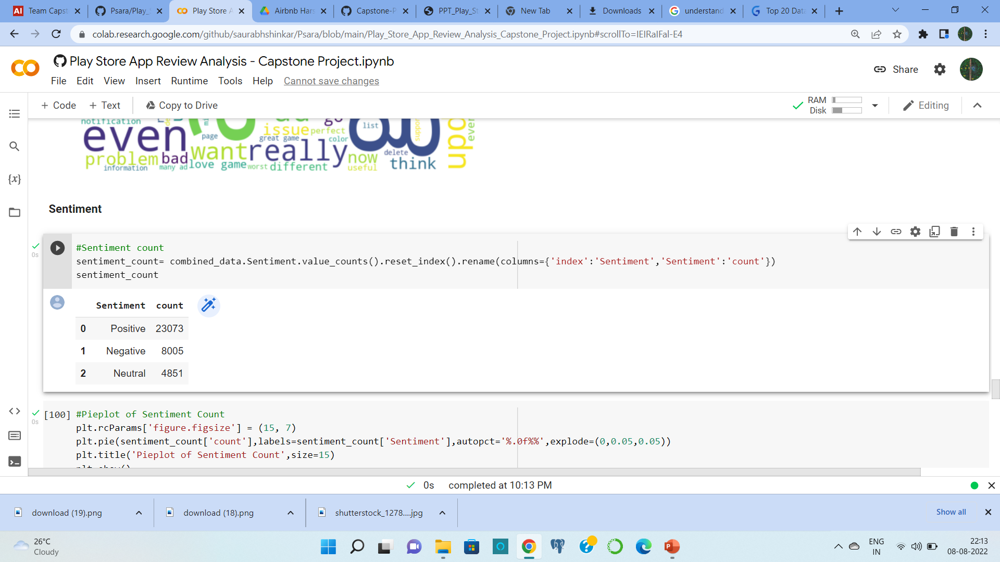 Team Capst
Psara/Play_
Play Store A
Airbnb Hars
Capstone-P
PPT_Play_St
New Tab
Downloads
understand
Top 20 Data
colab.research.google.com/github/saurabhshinkar/Psara/blob/main/Play_Store_App_Review_Analysis_Capstone_Project.ipynb#scrollTo=IEIRaIFal-E4
Play Store App Review Analysis - Capstone Project.ipynb
File Edit View Insert Runtime Tools Help Cannot save changes
Share
+ Code + Text Copy to Drive
RAM
Disk
Editing
notification
even
page
issue
perfect
great game
color
go
list
support
even
problem
bad
want
really
now
delete
think
information
many ad
love game
worst
different
useful
Sentiment
0s
#Sentiment count
sentiment_count= combined_data.Sentiment.value_counts().reset_index().rename(columns={'index':'Sentiment','Sentiment':'count'})
sentiment_count
Sentiment count
0 Positive 23073
1 Negative 8005
2 Neutral 4851
0s
[100] #Pieplot of Sentiment Count
plt.rcParams['figure.figsize'] = (15, 7)
plt.pie(sentiment_count['count'],labels=sentiment_count['Sentiment'],autopct='%.0f%%',explode=(0,0.05,0.05))
plt.title('Pieplot of Sentiment Count',size=15)
plt.show()
0s completed at 10:13 PM
download (19).png
download (18).png
shutterstock_1278....jpg
Show all
26°C
Cloudy
ENG
IN
22:13
08-08-2022